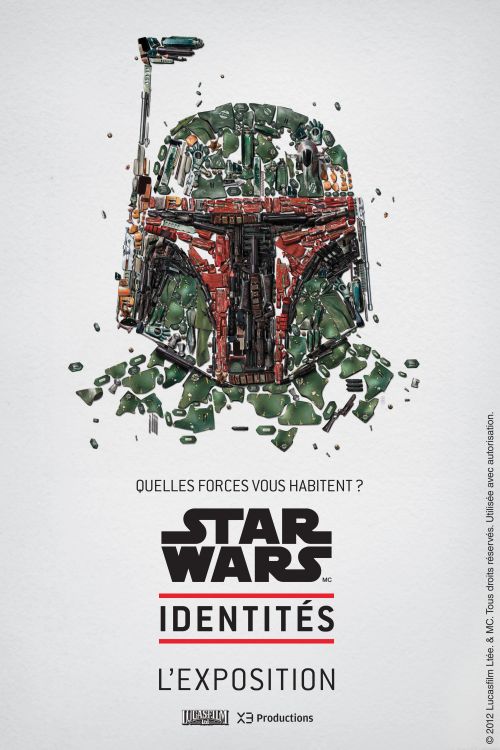 QUELLES FORCES VOUS HABITENT ?
STAR
WARS
MC
IDENTITÉS
L'EXPOSITION
LUCASFILM
Ltd.
X3 Productions
© 2012 Lucasfilm Ltée. & MC. Tous droits réservés. Utilisée avec autorisation.